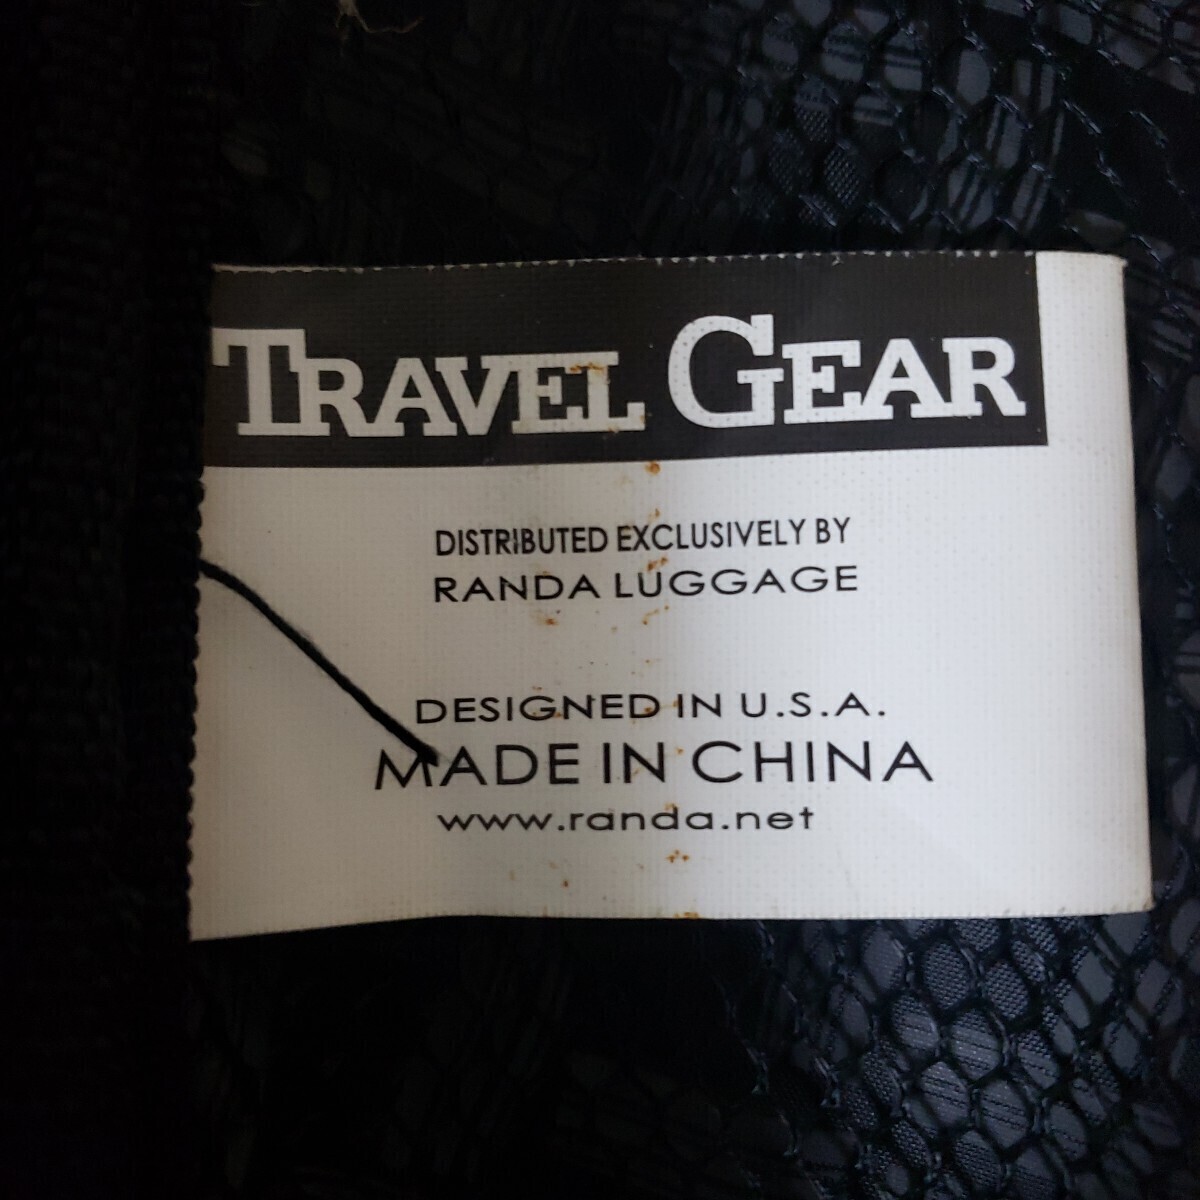 TRAVEL GEAR
DISTRIBUTED EXCLUSIVELY BY
RANDA LUGGAGE
DESIGNED IN U.S.A.
MADE IN CHINA
www.randa.net